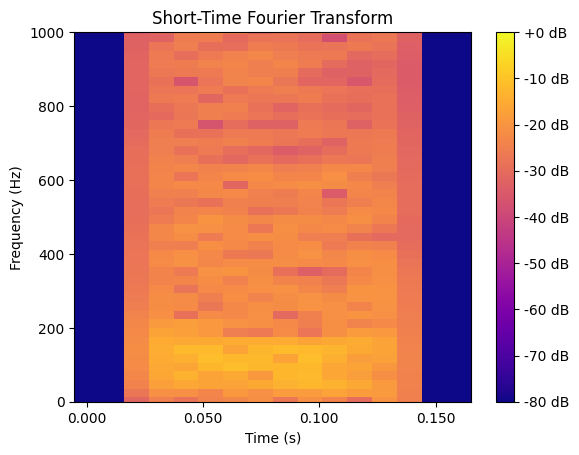 Short-Time Fourier Transform
1000
800
600
400
200
0
Frequency (Hz)
0.000
0.050
0.100
0.150
Time (s)
+0 dB
-10 dB
-20 dB
-30 dB
-40 dB
-50 dB
-60 dB
-70 dB
-80 dB